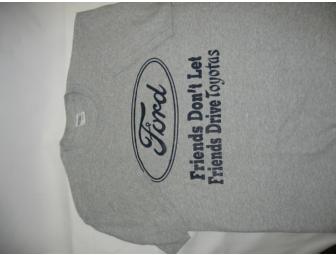 Ford
Friends Don't Let
Friends Drive Toyotas